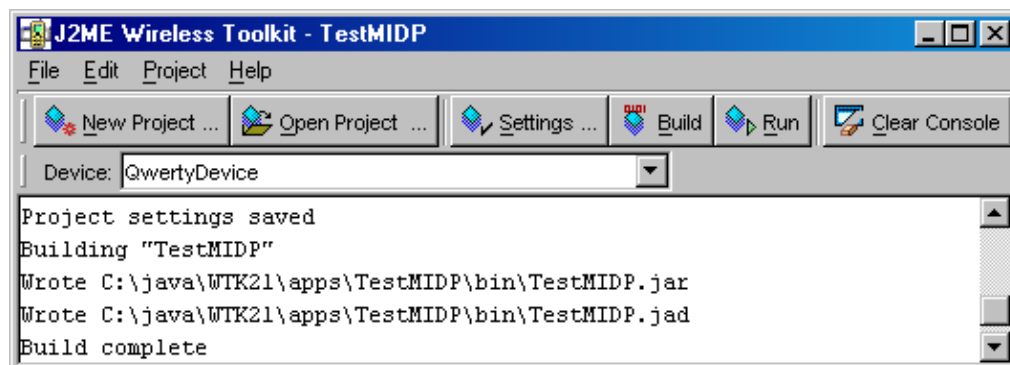 J2ME Wireless Toolkit - TestMIDP
File Edit Project Help
New Project ... Open Project ... Settings ... Build Run Clear Console
Device: QwertyDevice
Project settings saved
Building "TestMIDP"
Wrote C:\java\WTK21\apps\TestMIDP\bin\TestMIDP.jar
Wrote C:\java\WTK21\apps\TestMIDP\bin\TestMIDP.jad
Build complete